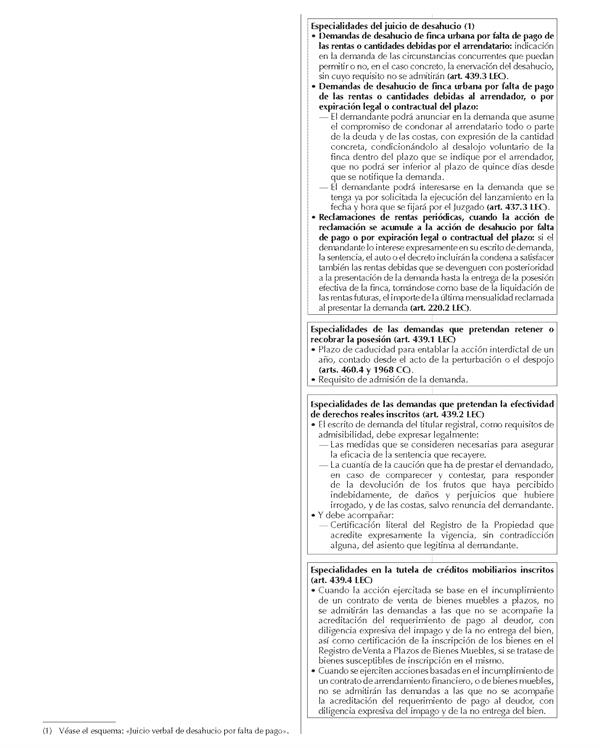 Especialidades del juicio de desahucio (1)
• Demandas de desahucio de finca urbana por falta de pago de
las rentas o cantidades debidas por el arrendatario: indicación
en la demanda de las circunstancias concurrentes que puedan
permitir o no, en el caso concreto, la enervación del desahucio,
sin cuyo requisito no se admitirán (art. 439.3 LEC).
• Demandas de desahucio de finca urbana por falta de pago
de las rentas o cantidades debidas al arrendador, o por
expiración legal o contractual del plazo:
— El demandante podrá anunciar en la demanda que asume
el compromiso de condonar al arrendatario todo o parte
de la deuda y de las costas, con expresión de la cantidad
concreta, condicionándolo al desalojo voluntario de la
finca dentro del plazo que se indique por el arrendador,
que no podrá ser inferior al plazo de quince días desde
que se notifique la demanda.
— El demandante podrá interesarse en la demanda que se
tenga ya por solicitada la ejecución del lanzamiento en la
fecha y hora que se fijará por el Juzgado (art. 437.3 LEC).
• Reclamaciones de rentas periódicas, cuando la acción de
reclamación se acumule a la acción de desahucio por falta
de pago o por expiración legal o contractual del plazo: si el
demandante lo interese expresamente en su escrito de demanda,
la sentencia, el auto o el decreto incluirán la condena a satisfacer
también las rentas debidas que se devenguen con posterioridad
a la presentación de la demanda hasta la entrega de la posesión
efectiva de la finca, tomándose como base de la liquidación de
las rentas futuras, el importe de la última mensualidad reclamada
al presentar la demanda (art. 220.2 LEC).
Especialidades de las demandas que pretendan retener o
recobrar la posesión (art. 439.1 LEC)
• Plazo de caducidad para entablar la acción interdictal de un
año, contado desde el acto de la perturbación o el despojo
(arts. 460.4 y 1968 CC).
• Requisito de admisión de la demanda.
Especialidades de las demandas que pretendan la efectividad
de derechos reales inscritos (art. 439.2 LEC)
• El escrito de demanda del titular registral, como requisitos de
admisibilidad, debe expresar legalmente:
— Las medidas que se consideren necesarias para asegurar
la eficacia de la sentencia que recayere.
— La cuantía de la caución que ha de prestar el demandado,
en caso de comparecer y contestar, para responder
de la devolución de los frutos que haya percibido
indebidamente, de daños y perjuicios que hubiere
irrogado, y de las costas, salvo renuncia del demandante.
• Y debe acompañar:
— Certificación literal del Registro de la Propiedad que
acredite expresamente la vigencia, sin contradicción
alguna, del asiento que legitima al demandante.
Especialidades en la tutela de créditos mobiliarios inscritos
(art. 439.4 LEC)
• Cuando la acción ejercitada se base en el incumplimiento
de un contrato de venta de bienes muebles a plazos, no
se admitirán las demandas a las que no se acompañe la
acreditación del requerimiento de pago al deudor, con
diligencia expresiva del impago y de la no entrega del bien,
así como certificación de la inscripción de los bienes en el
Registro de Venta a Plazos de Bienes Muebles, si se tratase de
bienes susceptibles de inscripción en el mismo.
• Cuando se ejerciten acciones basadas en el incumplimiento de
un contrato de arrendamiento financiero, o de bienes muebles,
no se admitirán las demandas a las que no se acompañe
la acreditación del requerimiento de pago al deudor, con
diligencia expresiva del impago y de la no entrega del bien.
(1) Véase el esquema: «Juicio verbal de desahucio por falta de pago».